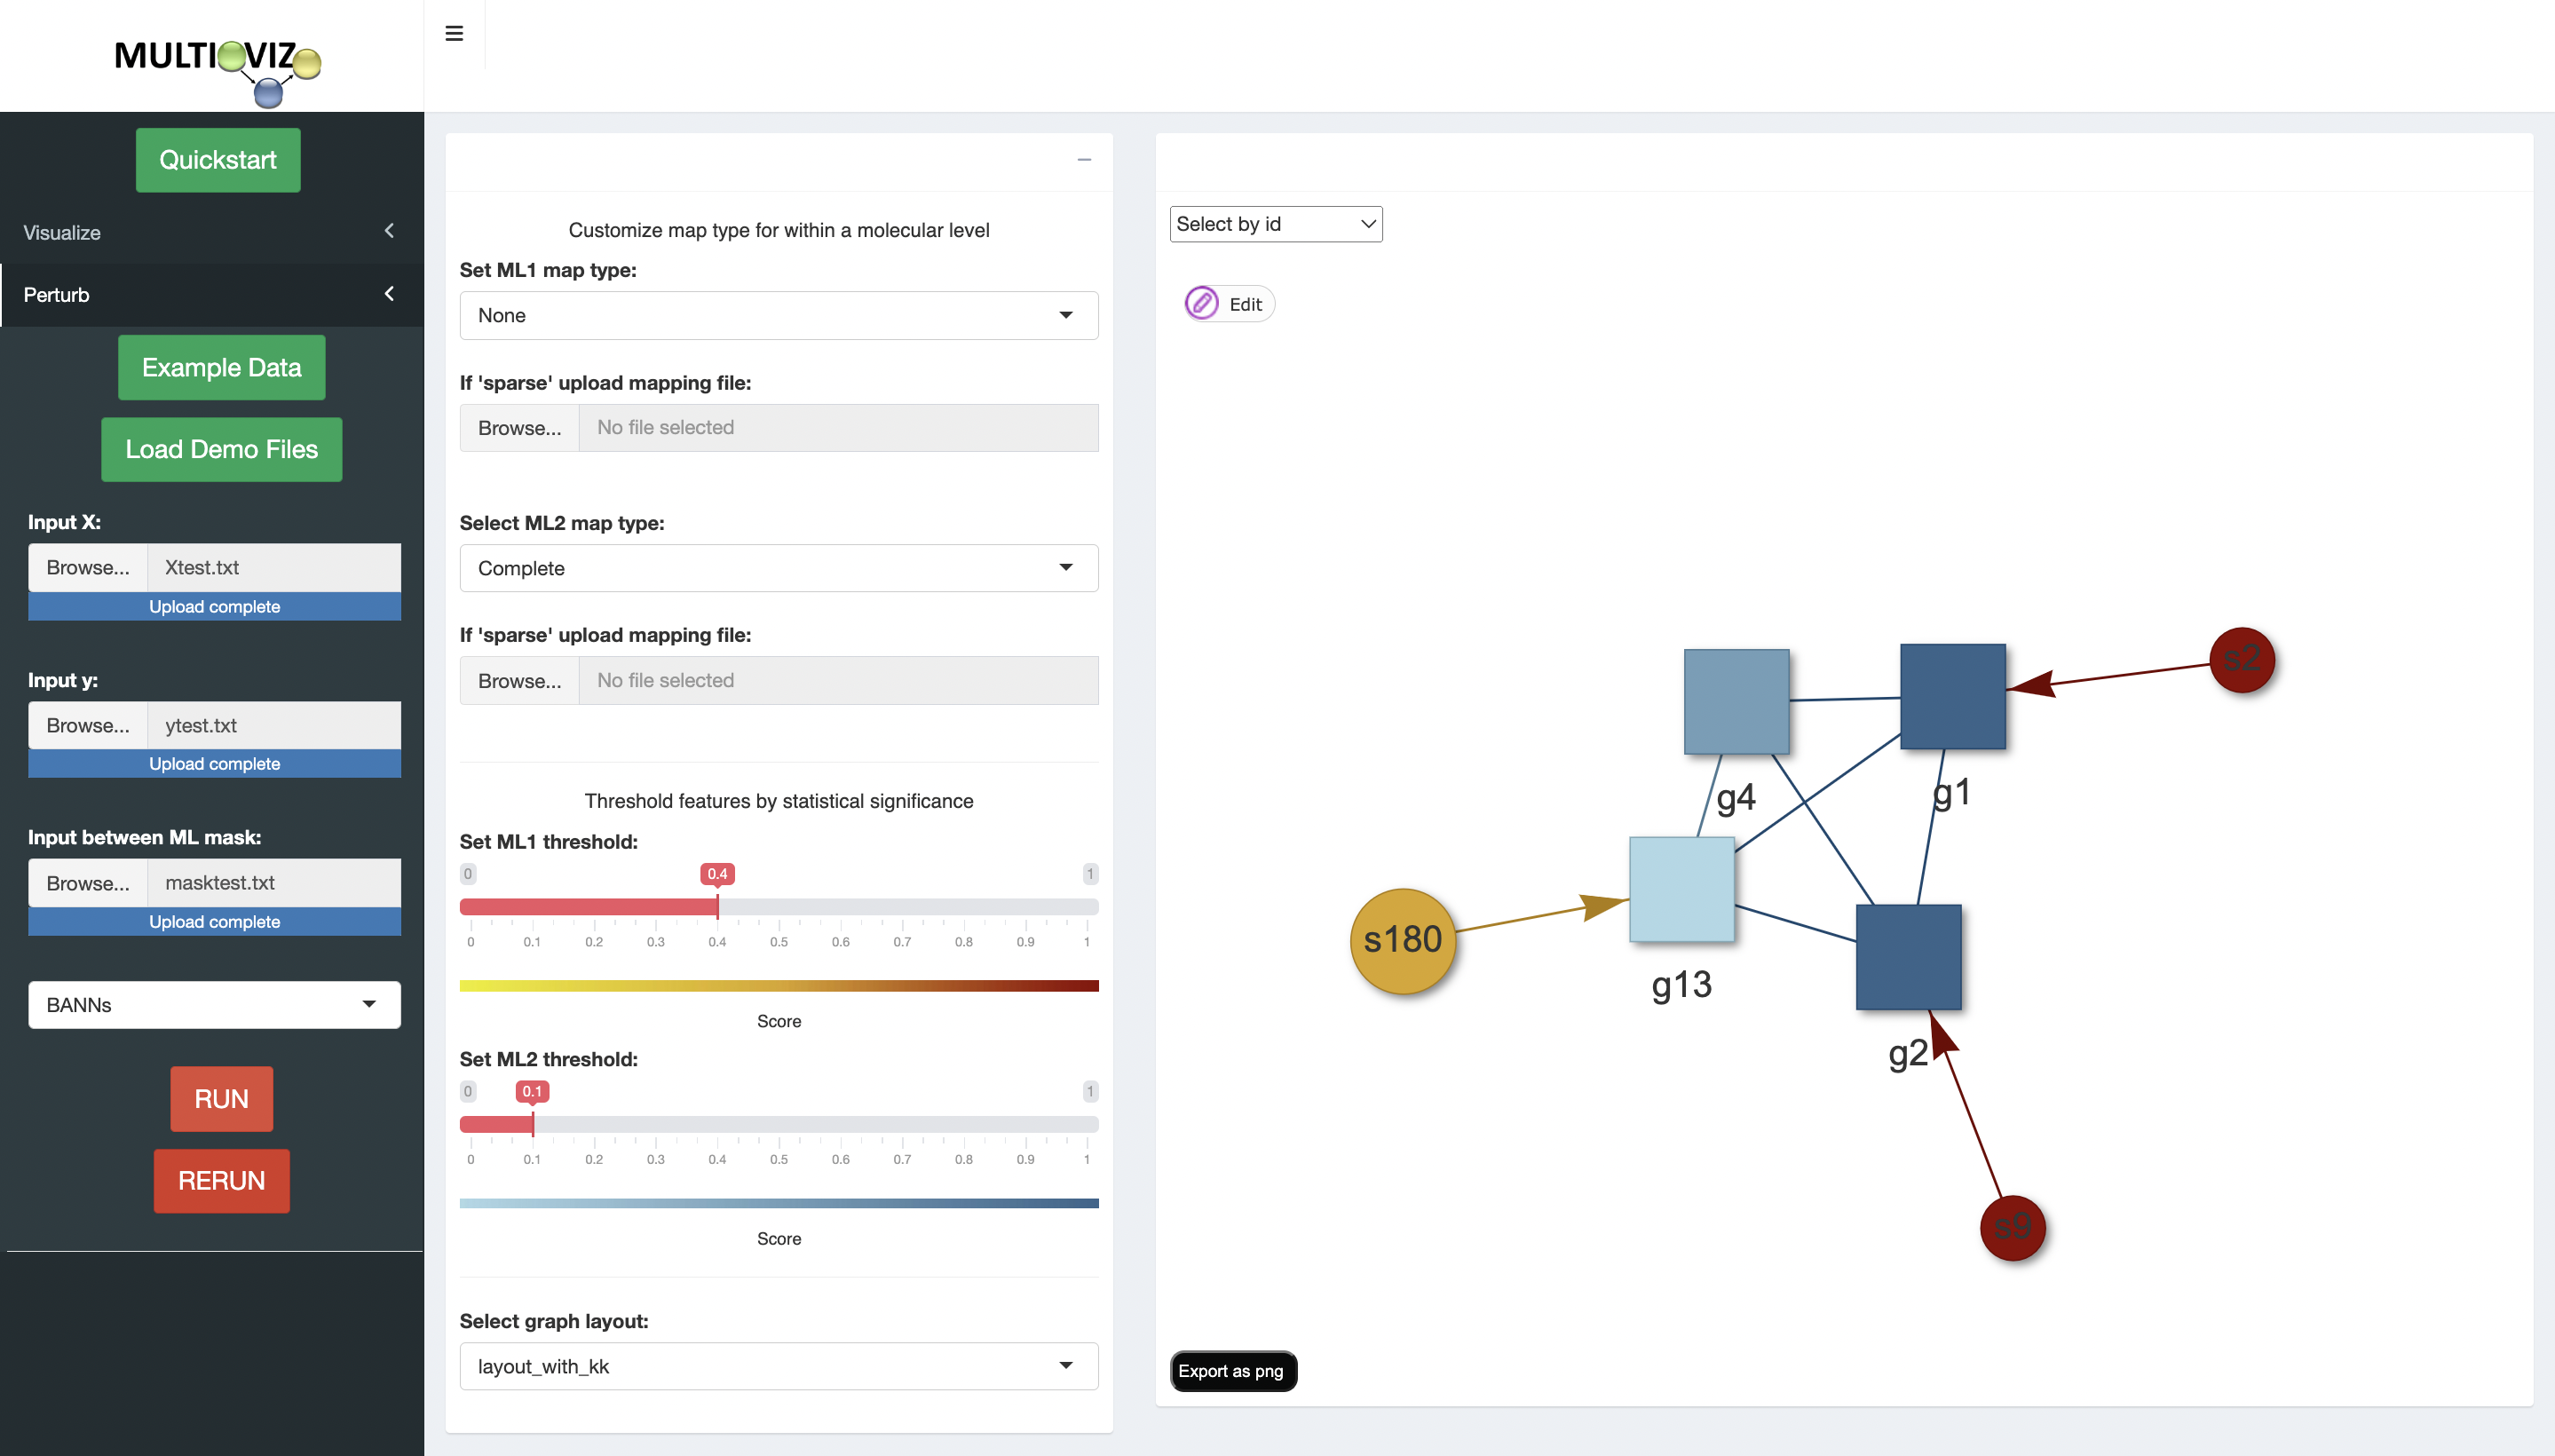 MULTIOVIZ
Quickstart
Visualize
Perturb
Example Data
Load Demo Files
Input X:
Browse... Xtest.txt
Upload complete
Input y:
Browse... ytest.txt
Upload complete
Input between ML mask:
Browse... masktest.txt
Upload complete
BANNs
RUN
RERUN
Customize map type for within a molecular level
Set ML1 map type:
None
If 'sparse' upload mapping file:
Browse... No file selected
Select ML2 map type:
Complete
If 'sparse' upload mapping file:
Browse... No file selected
Threshold features by statistical significance
Set ML1 threshold:
0 0.4 1
0 0.1 0.2 0.3 0.4 0.5 0.6 0.7 0.8 0.9 1
Score
Set ML2 threshold:
0 0.1 1
0 0.1 0.2 0.3 0.4 0.5 0.6 0.7 0.8 0.9 1
Score
Select graph layout:
layout_with_kk
Select by id
Edit
s2
g4
g1
s180
g13
g2
s9
Export as png